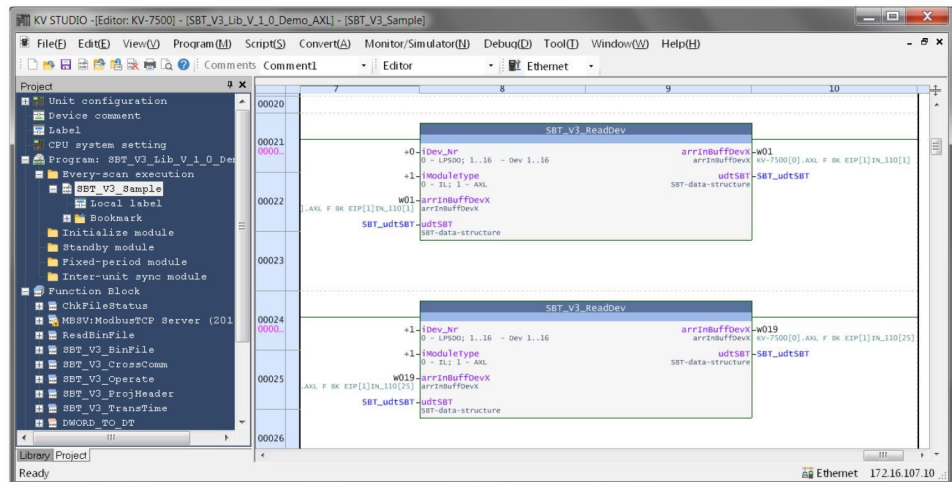 KV STUDIO -[Editor: KV-7500] - [SBT_V3_Lib_V_1_0_Demo_AXL] - [SBT_V3_Sample]
File(F) Edit(E) View(V) Program(M) Script(S) Convert(A) Monitor/Simulator(N) Debug(D) Tool(T) Window(W) Help(H)
Comments Comment1 Editor Ethernet
Project
Unit configuration
Device comment
Label
CPU system setting
Program: SBT_V3_Lib_V_1_0_Der
Every-scan execution
SBT_V3_Sample
Local label
Bookmark
Initialize module
Standby module
Fixed-period module
Inter-unit sync module
Function Block
ChkFileStatus
MBSV:ModbusTCP Server (201
ReadBinFile
SBT_V3_BinFile
SBT_V3_CrossComm
SBT_V3_Operate
SBT_V3_ProjHeader
SBT_V3_TransTime
DWORD_TO_DT
Library Project
7 8 9 10
00020
SBT_V3_ReadDev
00021
0000...
+0 iDev_Nr arrInBuffDevX W01
0 - LPSDO; 1..16 - Dev 1..16 arrInBuffDevX KV-7500[0].AXL F BK EIP[1]IN_110[1]
+1 iModuleType udtSBT SBT_udtSBT
0 - IL; 1 - AXL SBT-data-structure
00022
W01 arrInBuffDevX
].AXL F BK EIP[1]IN_110[1] arrInBuffDevX
SBT_udtSBT udtSBT
SBT-data-structure
00023
SBT_V3_ReadDev
00024
0000...
+1 iDev_Nr arrInBuffDevX W019
0 - LPSDO; 1..16 - Dev 1..16 arrInBuffDevX KV-7500[0].AXL F BK EIP[1]IN_110[25]
+1 iModuleType udtSBT SBT_udtSBT
0 - IL; 1 - AXL SBT-data-structure
00025
W019 arrInBuffDevX
.AXL F BK EIP[1]IN_110[25] arrInBuffDevX
SBT_udtSBT udtSBT
SBT-data-structure
00026
Ready Ethernet 172.16.107.10